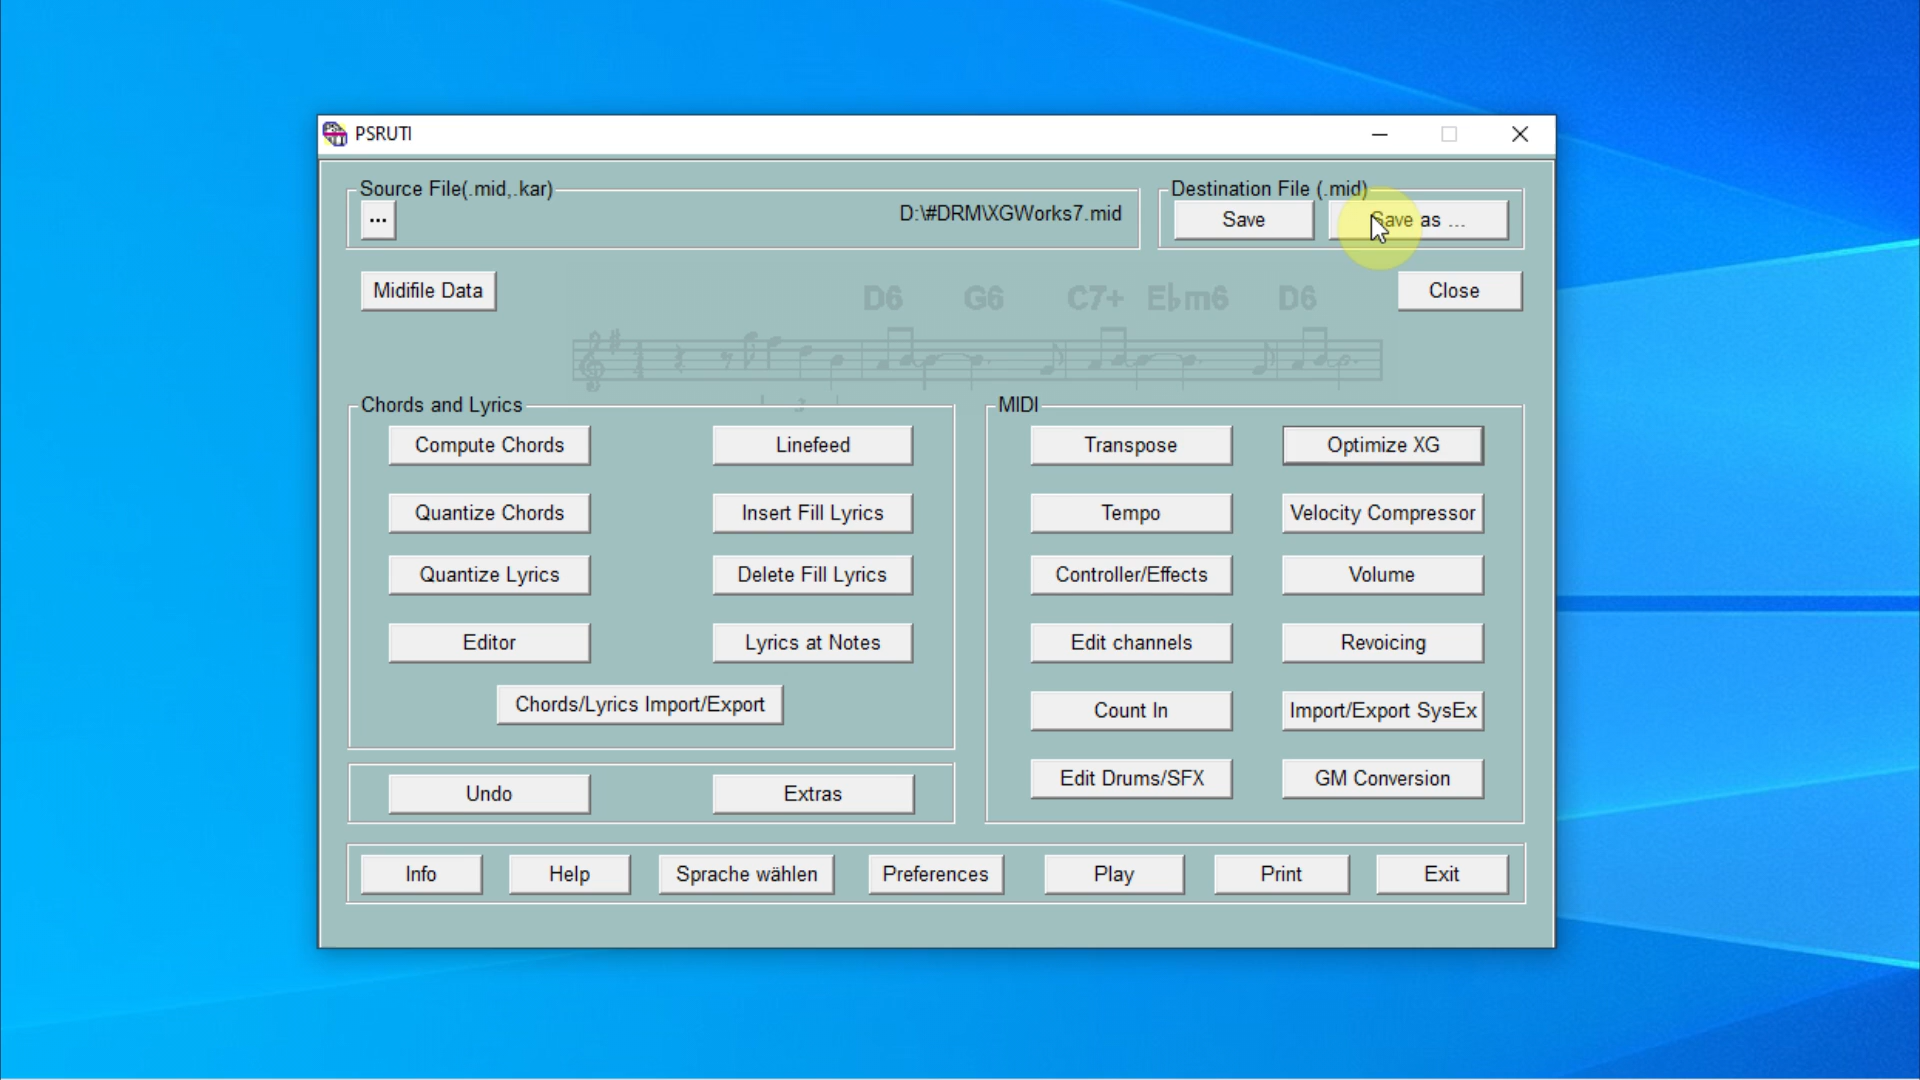 PSRUTI
Source File(.mid,.kar)
...
D:\#DRM\XGWorks7.mid
Destination File (.mid)
Save
Save as ...
Midifile Data
Close
D6 G6 C7+ E♭m6 D6
3
Chords and Lyrics
Compute Chords
Linefeed
Quantize Chords
Insert Fill Lyrics
Quantize Lyrics
Delete Fill Lyrics
Editor
Lyrics at Notes
Chords/Lyrics Import/Export
Undo
Extras
MIDI
Transpose
Optimize XG
Tempo
Velocity Compressor
Controller/Effects
Volume
Edit channels
Revoicing
Count In
Import/Export SysEx
Edit Drums/SFX
GM Conversion
Info
Help
Sprache wählen
Preferences
Play
Print
Exit